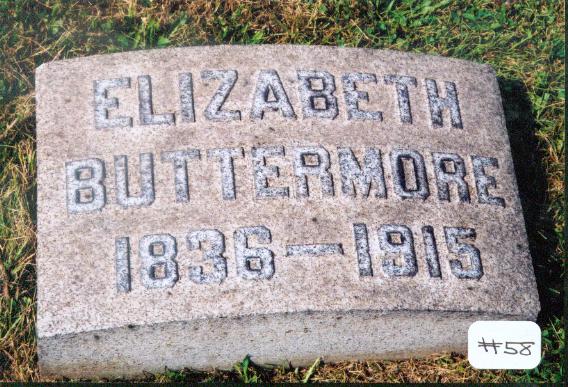 ELIZABETH
BUTTERMORE
1836—1915
#58